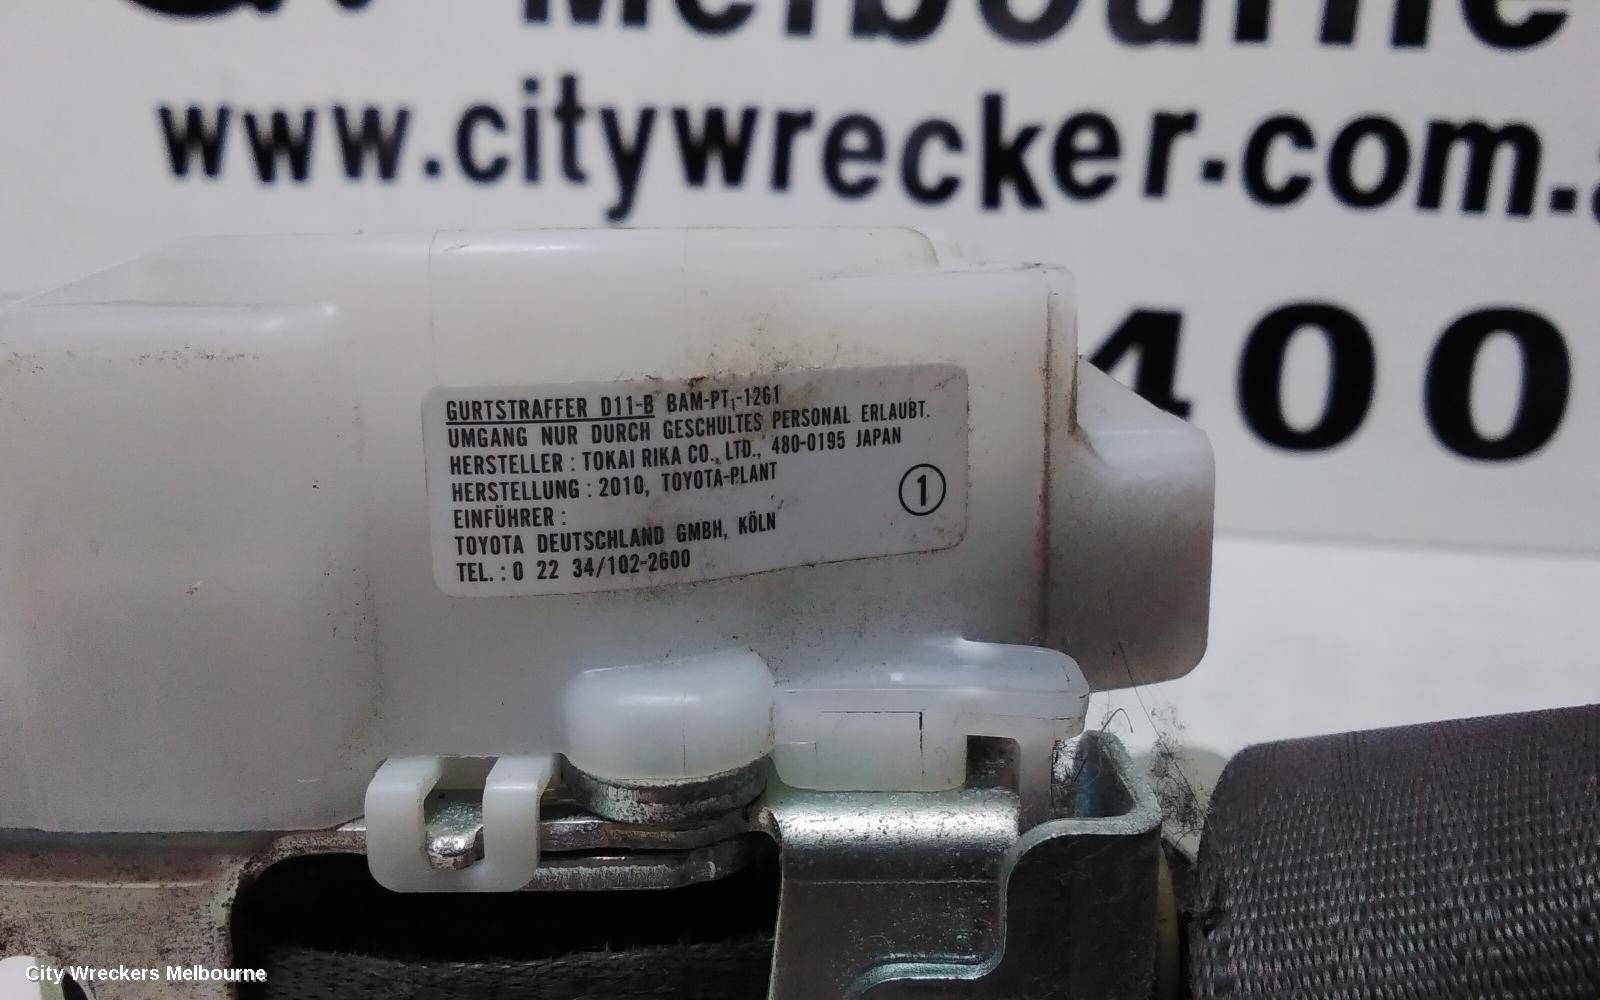 Melbourne
www.citywrecker.com.a
400
GURTSTRAFFER D11-B BAM-PT₁-1261
UMGANG NUR DURCH GESCHULTES PERSONAL ERLAUBT.
HERSTELLER : TOKAI RIKA CO., LTD., 480-0195 JAPAN
HERSTELLUNG : 2010, TOYOTA-PLANT
①
EINFÜHRER :
TOYOTA DEUTSCHLAND GMBH, KÖLN
TEL. : 0 22 34/102-2600
City Wreckers Melbourne